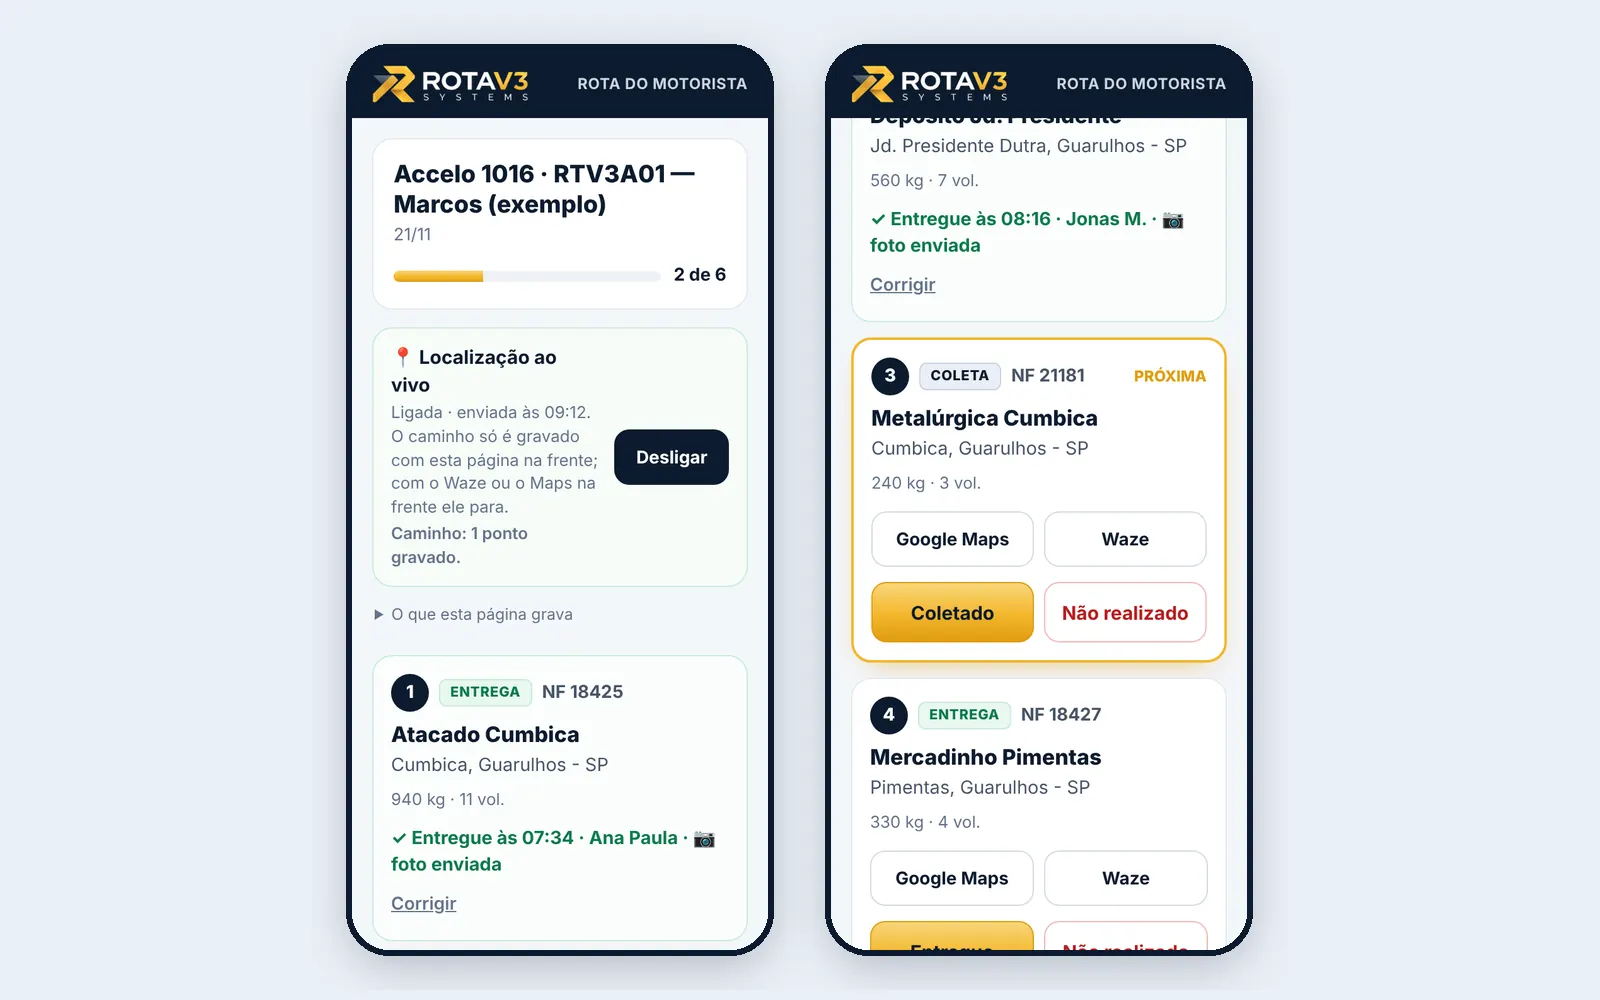 ROTAV3
SYSTEMS
ROTA DO MOTORISTA
Accelo 1016 · RTV3A01 —
Marcos (exemplo)
21/11
2 de 6
📍 Localização ao
vivo
Ligada · enviada às 09:12.
O caminho só é gravado
com esta página na frente;
com o Waze ou o Maps na
frente ele para.
Caminho: 1 ponto
gravado.
Desligar
▶ O que esta página grava
1 ENTREGA NF 18425
Atacado Cumbica
Cumbica, Guarulhos - SP
940 kg · 11 vol.
✓ Entregue às 07:34 · Ana Paula · 📷
foto enviada
Corrigir
ROTAV3
SYSTEMS
ROTA DO MOTORISTA
Depósito Jd. Presidente
Jd. Presidente Dutra, Guarulhos - SP
560 kg · 7 vol.
✓ Entregue às 08:16 · Jonas M. · 📷
foto enviada
Corrigir
3 COLETA NF 21181 PRÓXIMA
Metalúrgica Cumbica
Cumbica, Guarulhos - SP
240 kg · 3 vol.
Google Maps Waze
Coletado Não realizado
4 ENTREGA NF 18427
Mercadinho Pimentas
Pimentas, Guarulhos - SP
330 kg · 4 vol.
Google Maps Waze
Entregue Não realizado